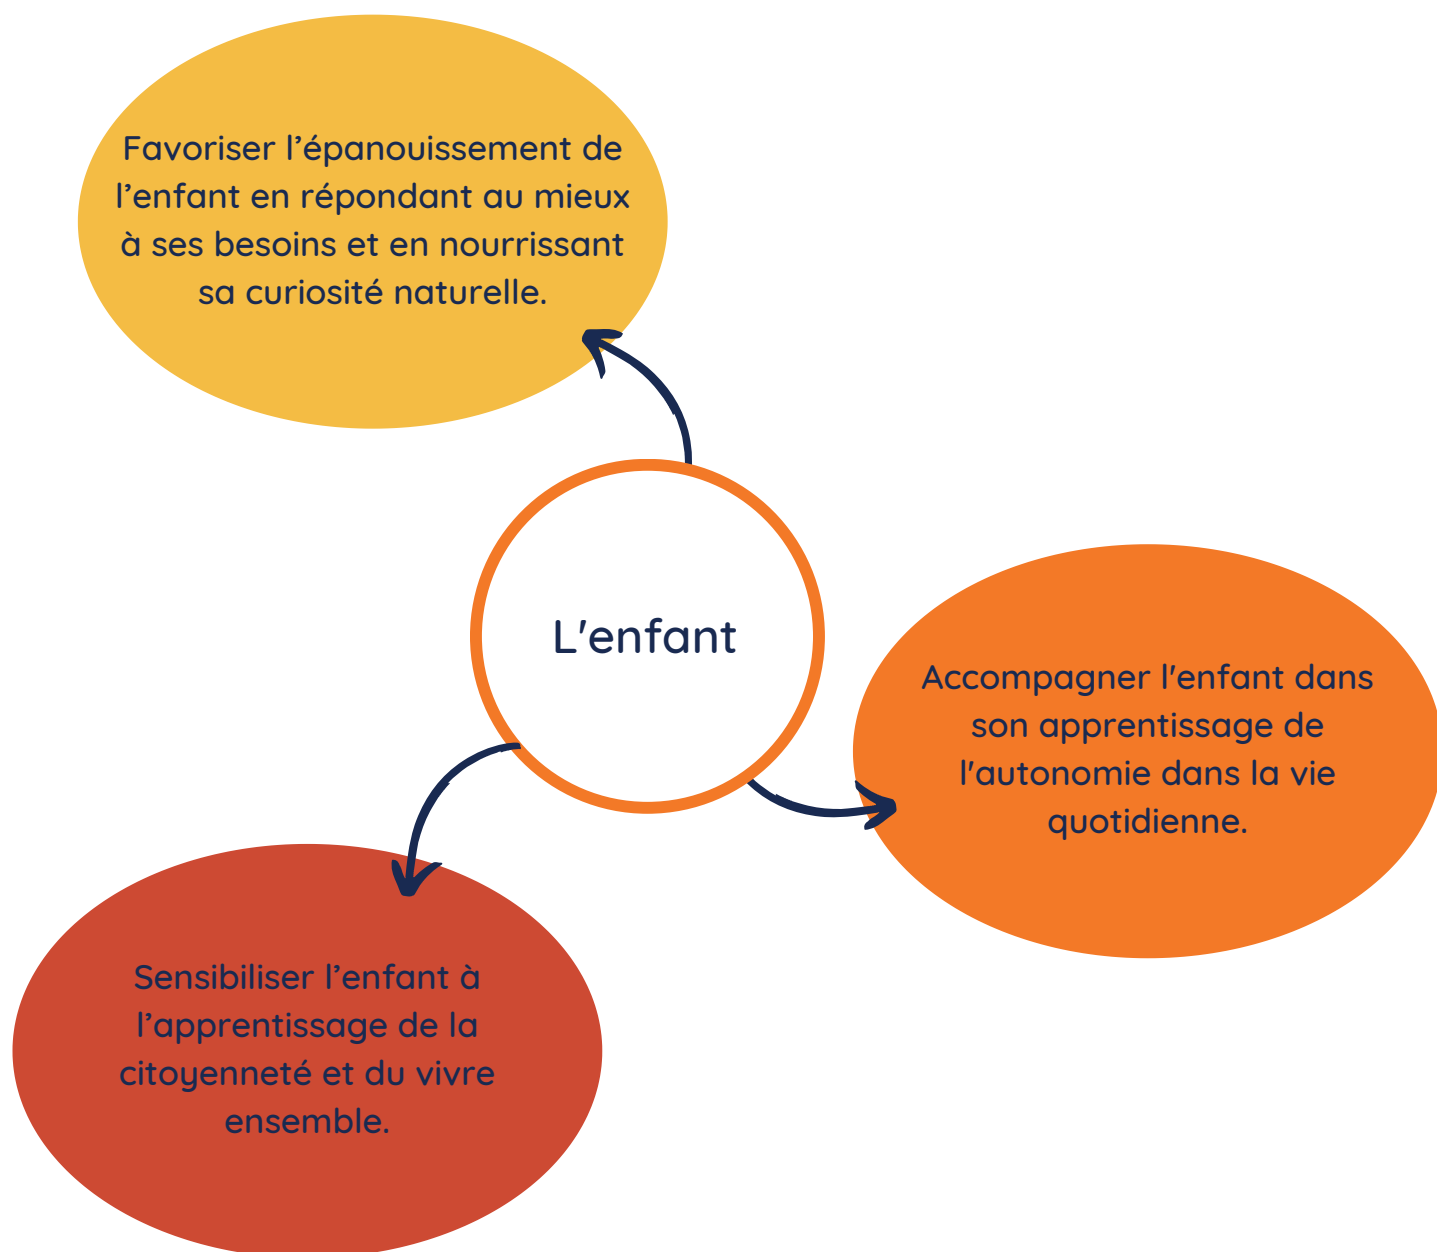 Favoriser l’épanouissement de
l’enfant en répondant au mieux
à ses besoins et en nourrissant
sa curiosité naturelle.
L'enfant
Accompagner l'enfant dans
son apprentissage de
l'autonomie dans la vie
quotidienne.
Sensibiliser l’enfant à
l’apprentissage de la
citoyenneté et du vivre
ensemble.